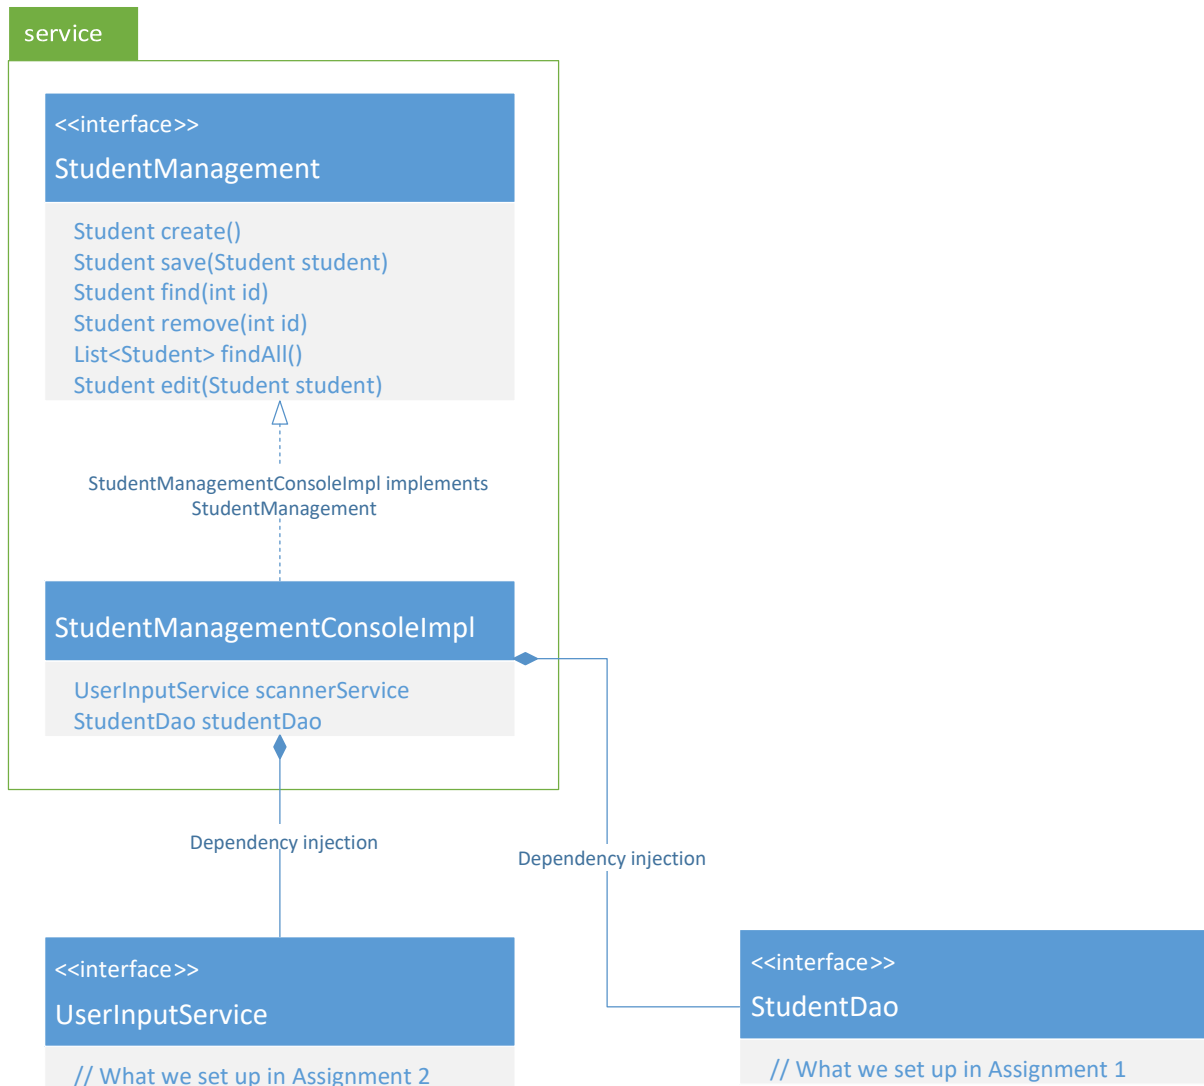 service
<<interface>>
StudentManagement
Student create()
Student save(Student student)
Student find(int id)
Student remove(int id)
List<Student> findAll()
Student edit(Student student)
StudentManagementConsoleImpl implements
StudentManagement
StudentManagementConsoleImpl
UserInputService scannerService
StudentDao studentDao
Dependency injection
Dependency injection
<<interface>>
UserInputService
// What we set up in Assignment 2
<<interface>>
StudentDao
// What we set up in Assignment 1